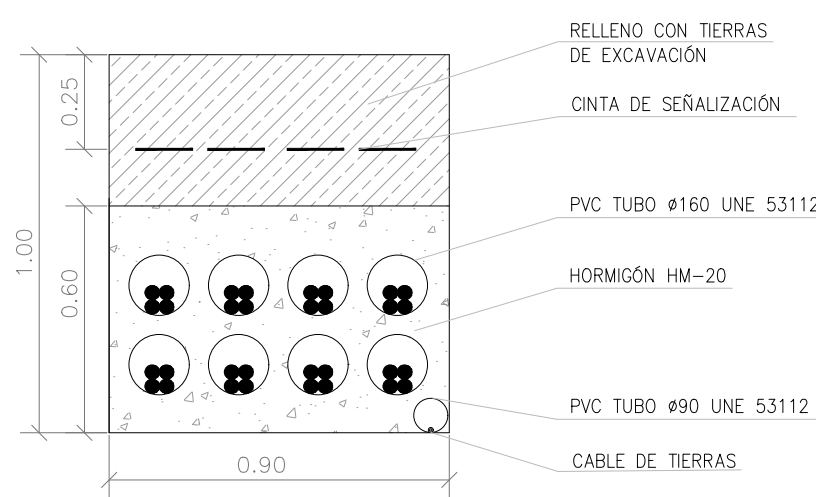 RELLENO CON TIERRAS
DE EXCAVACIÓN
0.25
CINTA DE SEÑALIZACIÓN
PVC TUBO ø160 UNE 53112
1.00
0.60
HORMIGÓN HM-20
PVC TUBO ø90 UNE 53112
0.90
CABLE DE TIERRAS